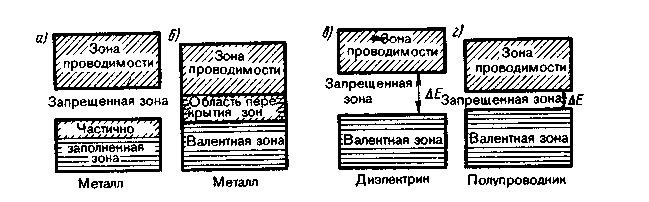 а)
Зона
проводимости
Запрещенная зона
Частично
заполненная
зона
Металл
б)
Зона
проводимости
Область пере
крытия зон
Валентная зона
Металл
в)
Зона
проводимости
Запрещенная
зона
ΔE
Валентная зона
Диэлектрик
г)
Зона
проводимости
Запрещенная зона
ΔE
Валентная зона
Полупроводник